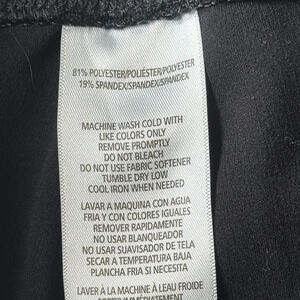 81% POLYESTER/POLIÉSTER/POLYESTER
19% SPANDEX/SPANDEX/SPANDEX
MACHINE WASH COLD WITH
LIKE COLORS ONLY
REMOVE PROMPTLY
DO NOT BLEACH
DO NOT USE FABRIC SOFTENER
TUMBLE DRY LOW
COOL IRON WHEN NEEDED
LAVAR A MAQUINA CON AGUA
FRIA Y CON COLORES IGUALES
REMOVER RAPIDAMENTE
NO USAR BLANQUEADOR
NO USAR SUAVISADOR DE TELA
SECAR A TEMPERATURA BAJA
PLANCHA FRIA SI NECESITA
LAVER À LA MACHINE À L'EAU FROIDE
IMMÉDIATEMENT